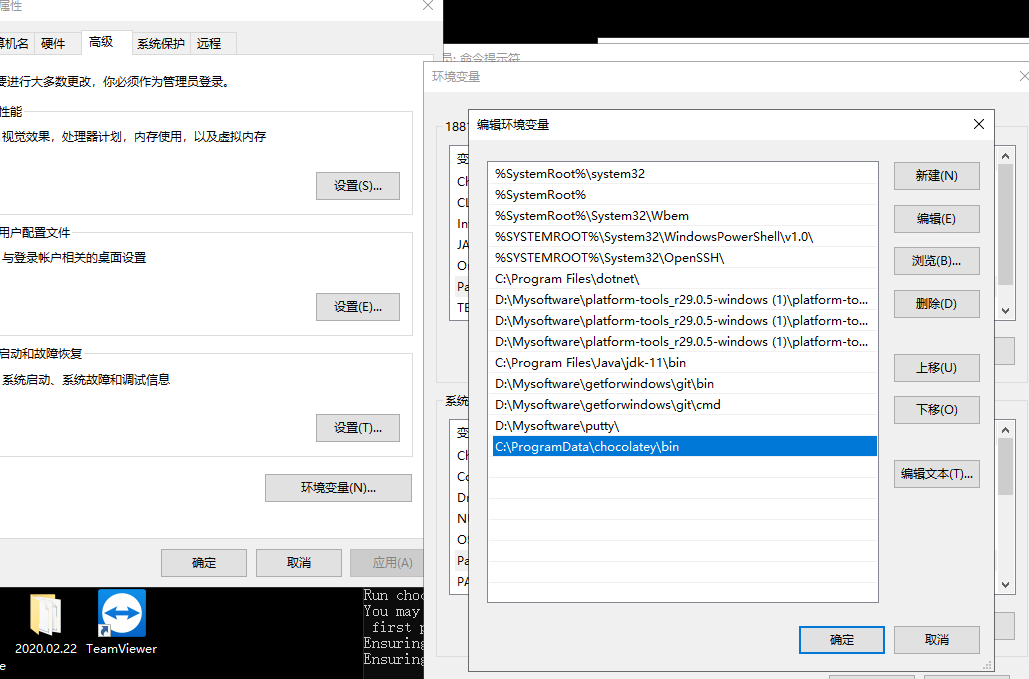 属性
算机名 硬件 高级 系统保护 远程
要进行大多数更改，你必须作为管理员登录。
性能
视觉效果，处理器计划，内存使用，以及虚拟内存
设置(S)...
用户配置文件
与登录帐户相关的桌面设置
设置(E)...
启动和故障恢复
系统启动、系统故障和调试信息
设置(T)...
环境变量(N)...
确定 取消 应用(A)
2020.02.22 TeamViewer
e
Run choc
You may
first p
Ensuring
Ensuring
员: 命令提示符
环境变量
188
变
Ch
CL
In
JA
O
Pa
TE
系统
变
Ch
Co
Dr
NU
OS
Pa
PA
编辑环境变量
%SystemRoot%\system32
%SystemRoot%
%SystemRoot%\System32\Wbem
%SYSTEMROOT%\System32\WindowsPowerShell\v1.0\
%SYSTEMROOT%\System32\OpenSSH\
C:\Program Files\dotnet\
D:\Mysoftware\platform-tools_r29.0.5-windows (1)\platform-to...
D:\Mysoftware\platform-tools_r29.0.5-windows (1)\platform-to...
D:\Mysoftware\platform-tools_r29.0.5-windows (1)\platform-to...
C:\Program Files\Java\jdk-11\bin
D:\Mysoftware\getforwindows\git\bin
D:\Mysoftware\getforwindows\git\cmd
D:\Mysoftware\putty\
C:\ProgramData\chocolatey\bin
新建(N)
编辑(E)
浏览(B)...
删除(D)
上移(U)
下移(O)
编辑文本(T)...
确定 取消